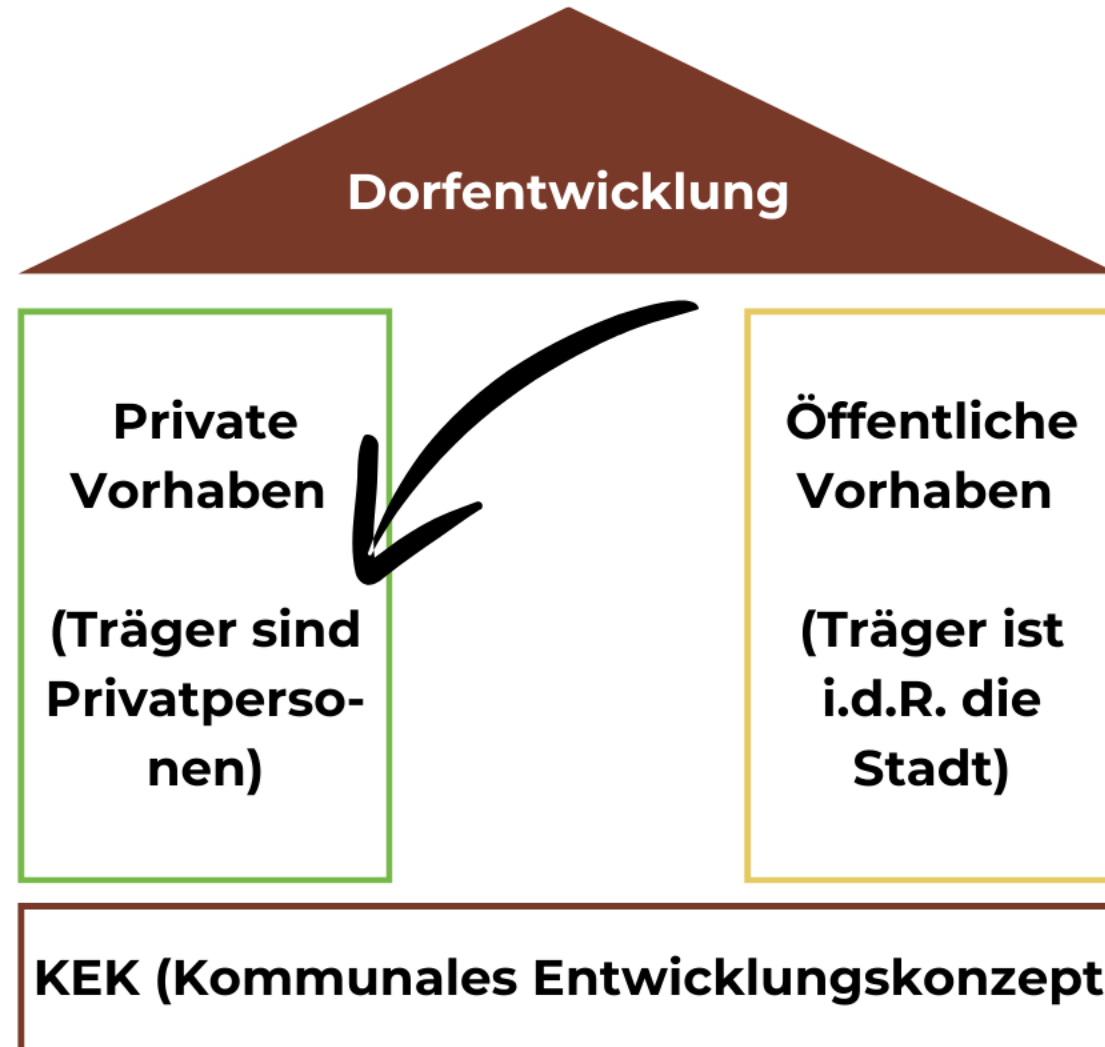 Dorfentwicklung
Private
Vorhaben
(Träger sind
Privatperso-
nen)
Öffentliche
Vorhaben
(Träger ist
i.d.R. die
Stadt)
KEK (Kommunales Entwicklungskonzept